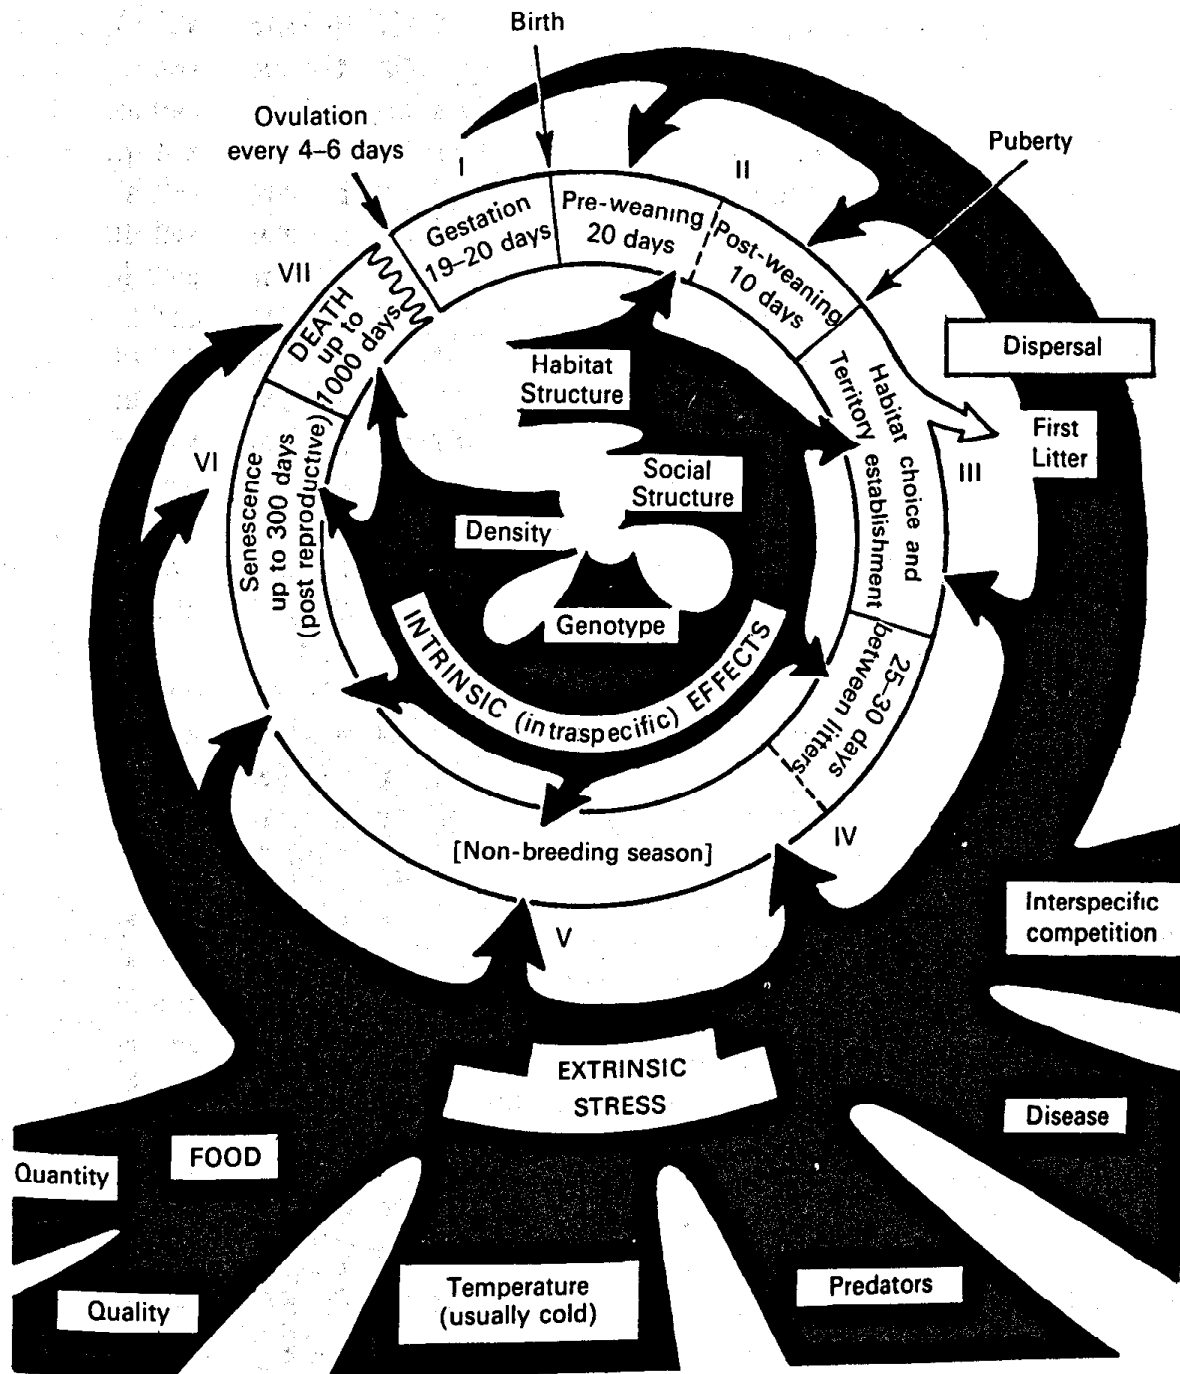 Birth
Ovulation
every 4–6 days
Puberty
I
II
Gestation
19–20 days
Pre-weaning
20 days
Post-weaning
10 days
VII
DEATH
up to
1000 days
Dispersal
Habitat
Structure
Habitat choice and
Territory establishment
First
Litter
III
VI
Senescence
up to 300 days
(post reproductive)
Social
Structure
Density
Genotype
INTRINSIC (intraspecific) EFFECTS
25–30 days
between litters
IV
[Non-breeding season]
V
Interspecific
competition
EXTRINSIC
STRESS
Disease
FOOD
Quantity
Quality
Temperature
(usually cold)
Predators